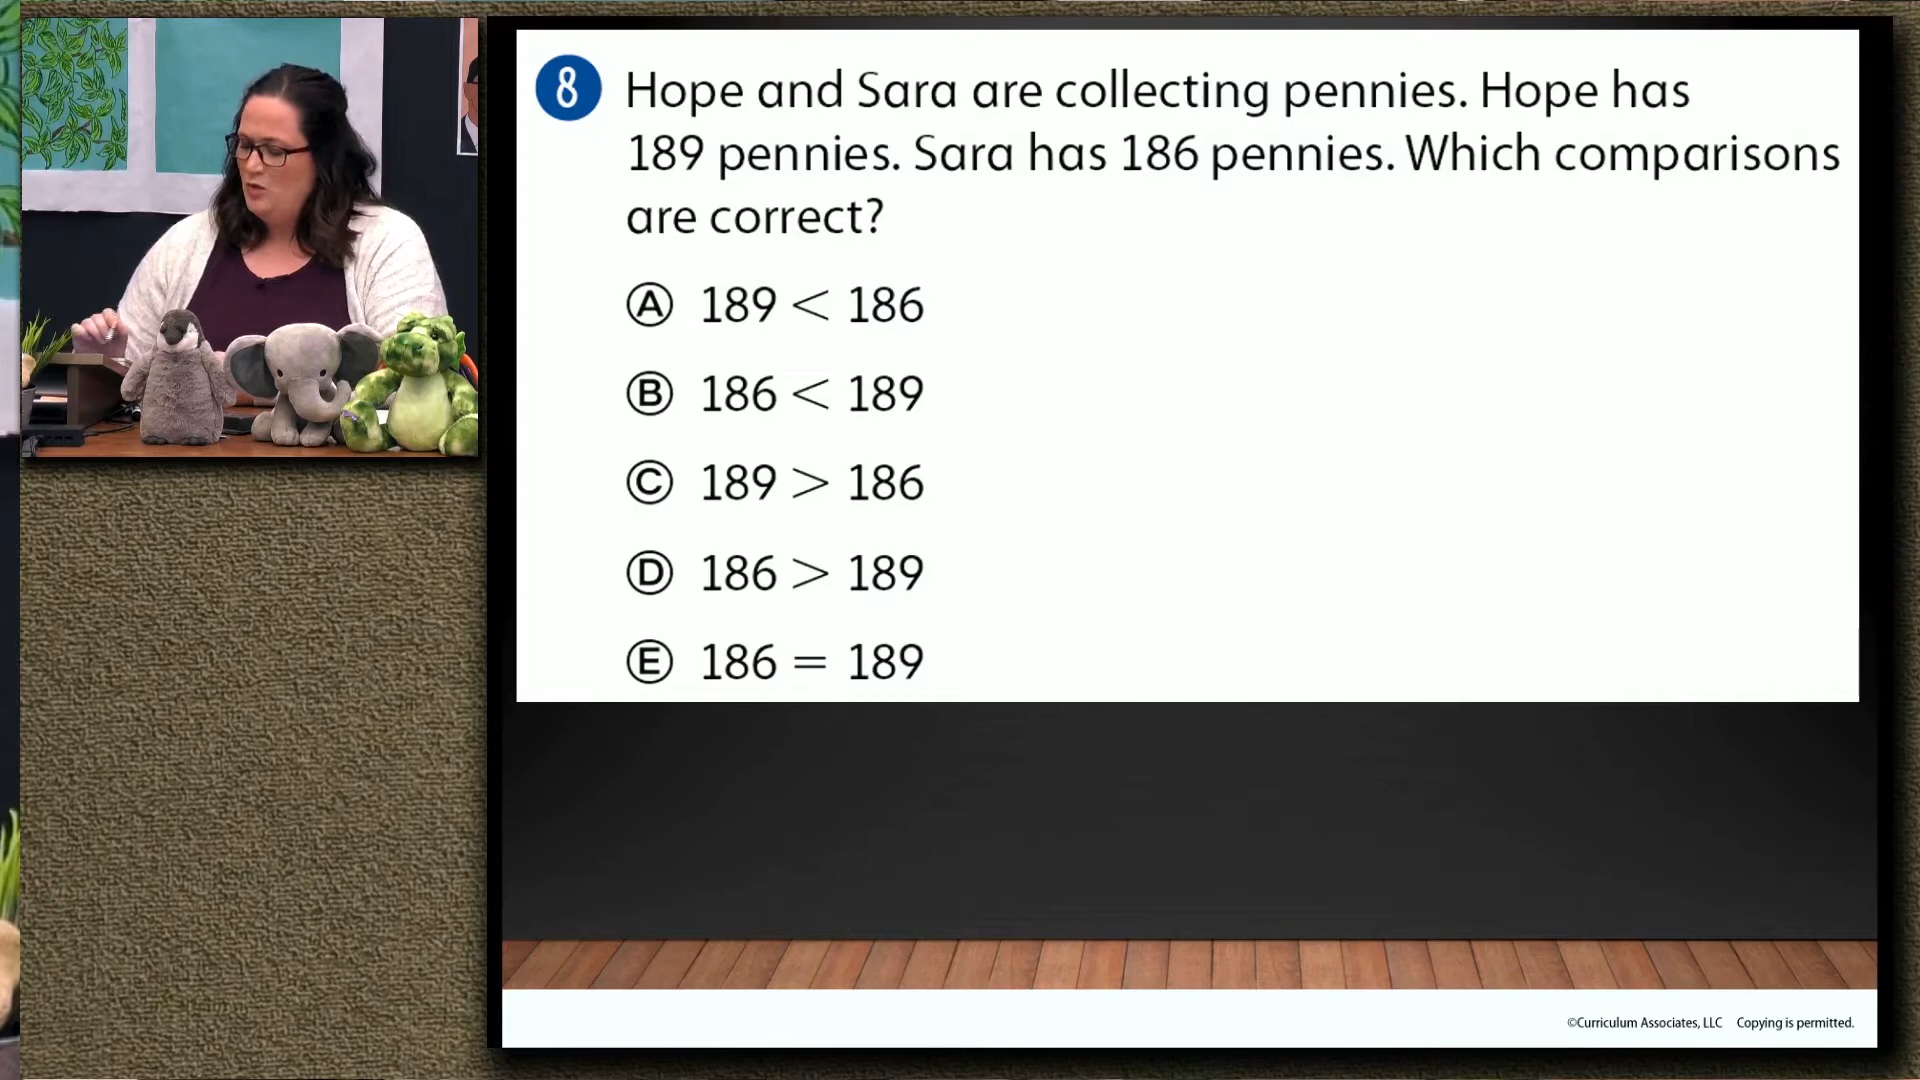 8 Hope and Sara are collecting pennies. Hope has
189 pennies. Sara has 186 pennies. Which comparisons
are correct?
A 189 < 186
B 186 < 189
C 189 > 186
D 186 > 189
E 186 = 189
©Curriculum Associates, LLC Copying is permitted.